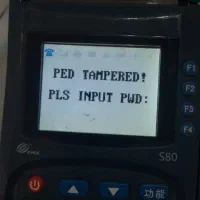 PED TAMPERED!
PLS INPUT PWD:
F1
F2
F3
F4
S80
功能